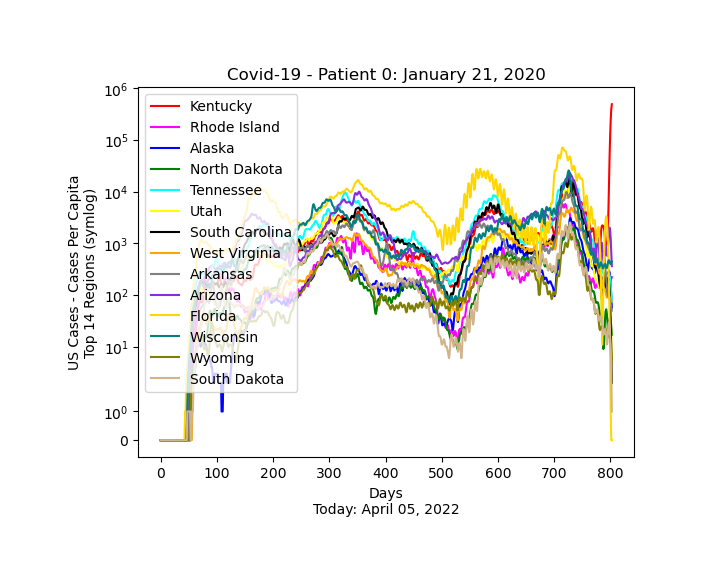 Covid-19 - Patient 0: January 21, 2020
US Cases - Cases Per Capita
Top 14 Regions (symlog)
10^6
10^5
10^4
10^3
10^2
10^1
10^0
0
Kentucky
Rhode Island
Alaska
North Dakota
Tennessee
Utah
South Carolina
West Virginia
Arkansas
Arizona
Florida
Wisconsin
Wyoming
South Dakota
0 100 200 300 400 500 600 700 800
Days
Today: April 05, 2022